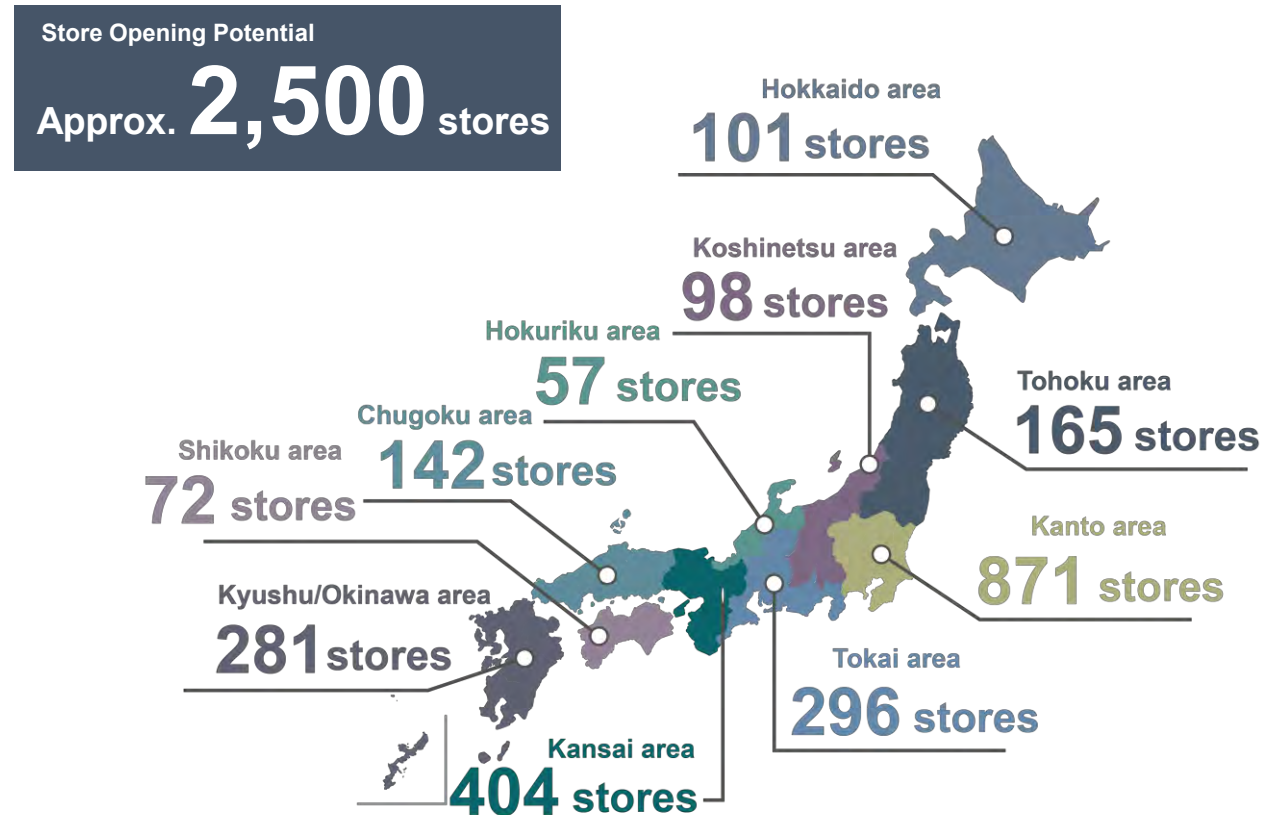 Store Opening Potential
Approx. 2,500 stores
Hokkaido area
101 stores
Koshinetsu area
98 stores
Hokuriku area
57 stores
Tohoku area
165 stores
Chugoku area
142 stores
Shikoku area
72 stores
Kanto area
871 stores
Kyushu/Okinawa area
281 stores
Tokai area
296 stores
Kansai area
404 stores